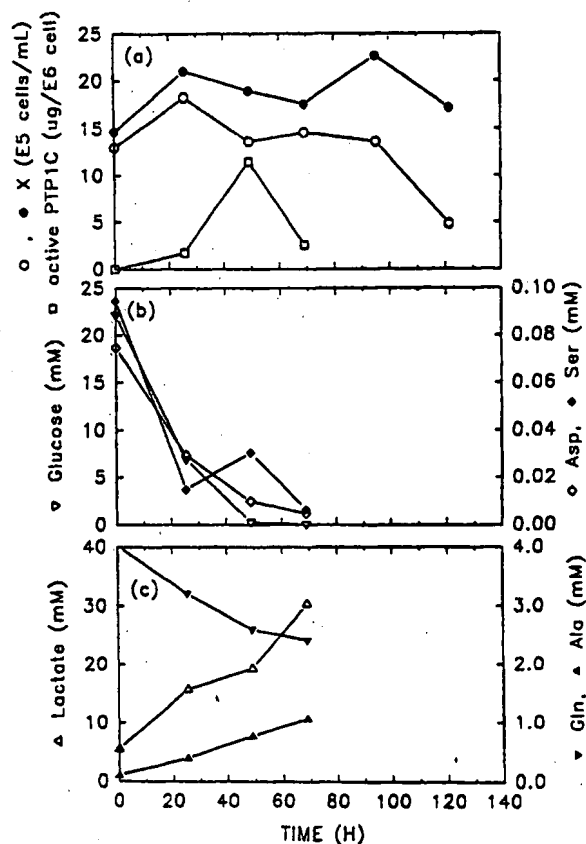 ○, ● X (E5 cells/mL)
□ active PTP1C (ug/E6 cell)
25
20
15
10
5
0
(a)
▽ Glucose (mM)
25
20
15
10
5
0
(b)
0.10
0.08
0.06
0.04
0.02
0.00
◇ Asp, ◆ Ser (mM)
△ Lactate (mM)
40
30
20
10
0
(c)
4.0
3.0
2.0
1.0
0.0
▼ Gln, ▲ Ala (mM)
0 20 40 60 80 100 120 140
TIME (H)